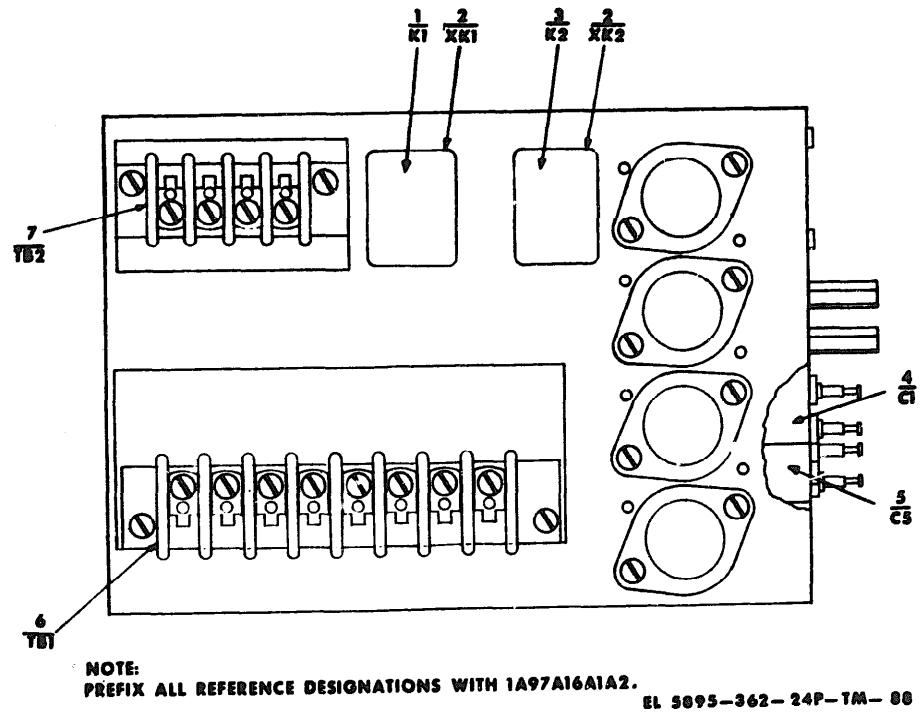 1
K1
2
XK1
3
K2
2
XK2
7
TB2
4
C1
5
C5
6
TB1
NOTE:
PREFIX ALL REFERENCE DESIGNATIONS WITH 1A97A16A1A2.
EL 5895-362-24P-TM-88